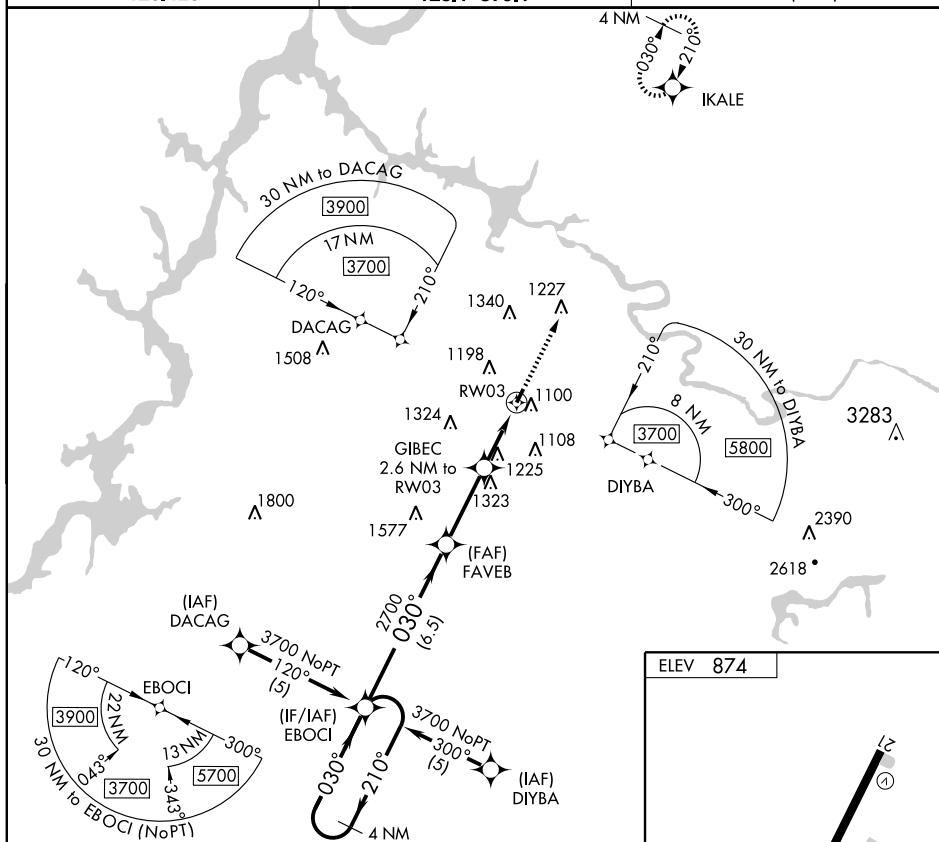 4 NM
030°
210°
IKALE
30 NM to DACAG
3900
17 NM
3700
120°
210°
DACAG
1508
1340
1227
1198
RW03
1100
1324
GIBEC
2.6 NM to
RW03
1108
1225
1323
1577
1800
210°
30 NM to DIYBA
8 NM
3700
5800
DIYBA
300°
3283
2390
2618
(FAF)
FAVEB
2700
030°
(6.5)
(IAF)
DACAG
3700 NoPT
120°
(5)
(IF/IAF)
EBOCI
3700 NoPT
300°
(5)
(IAF)
DIYBA
030°
210°
4 NM
120°
EBOCI
3900
22 NM
13 NM
300°
043°
3700
343°
5700
30 NM to EBOCI (NoPT)
ELEV 874
21
V